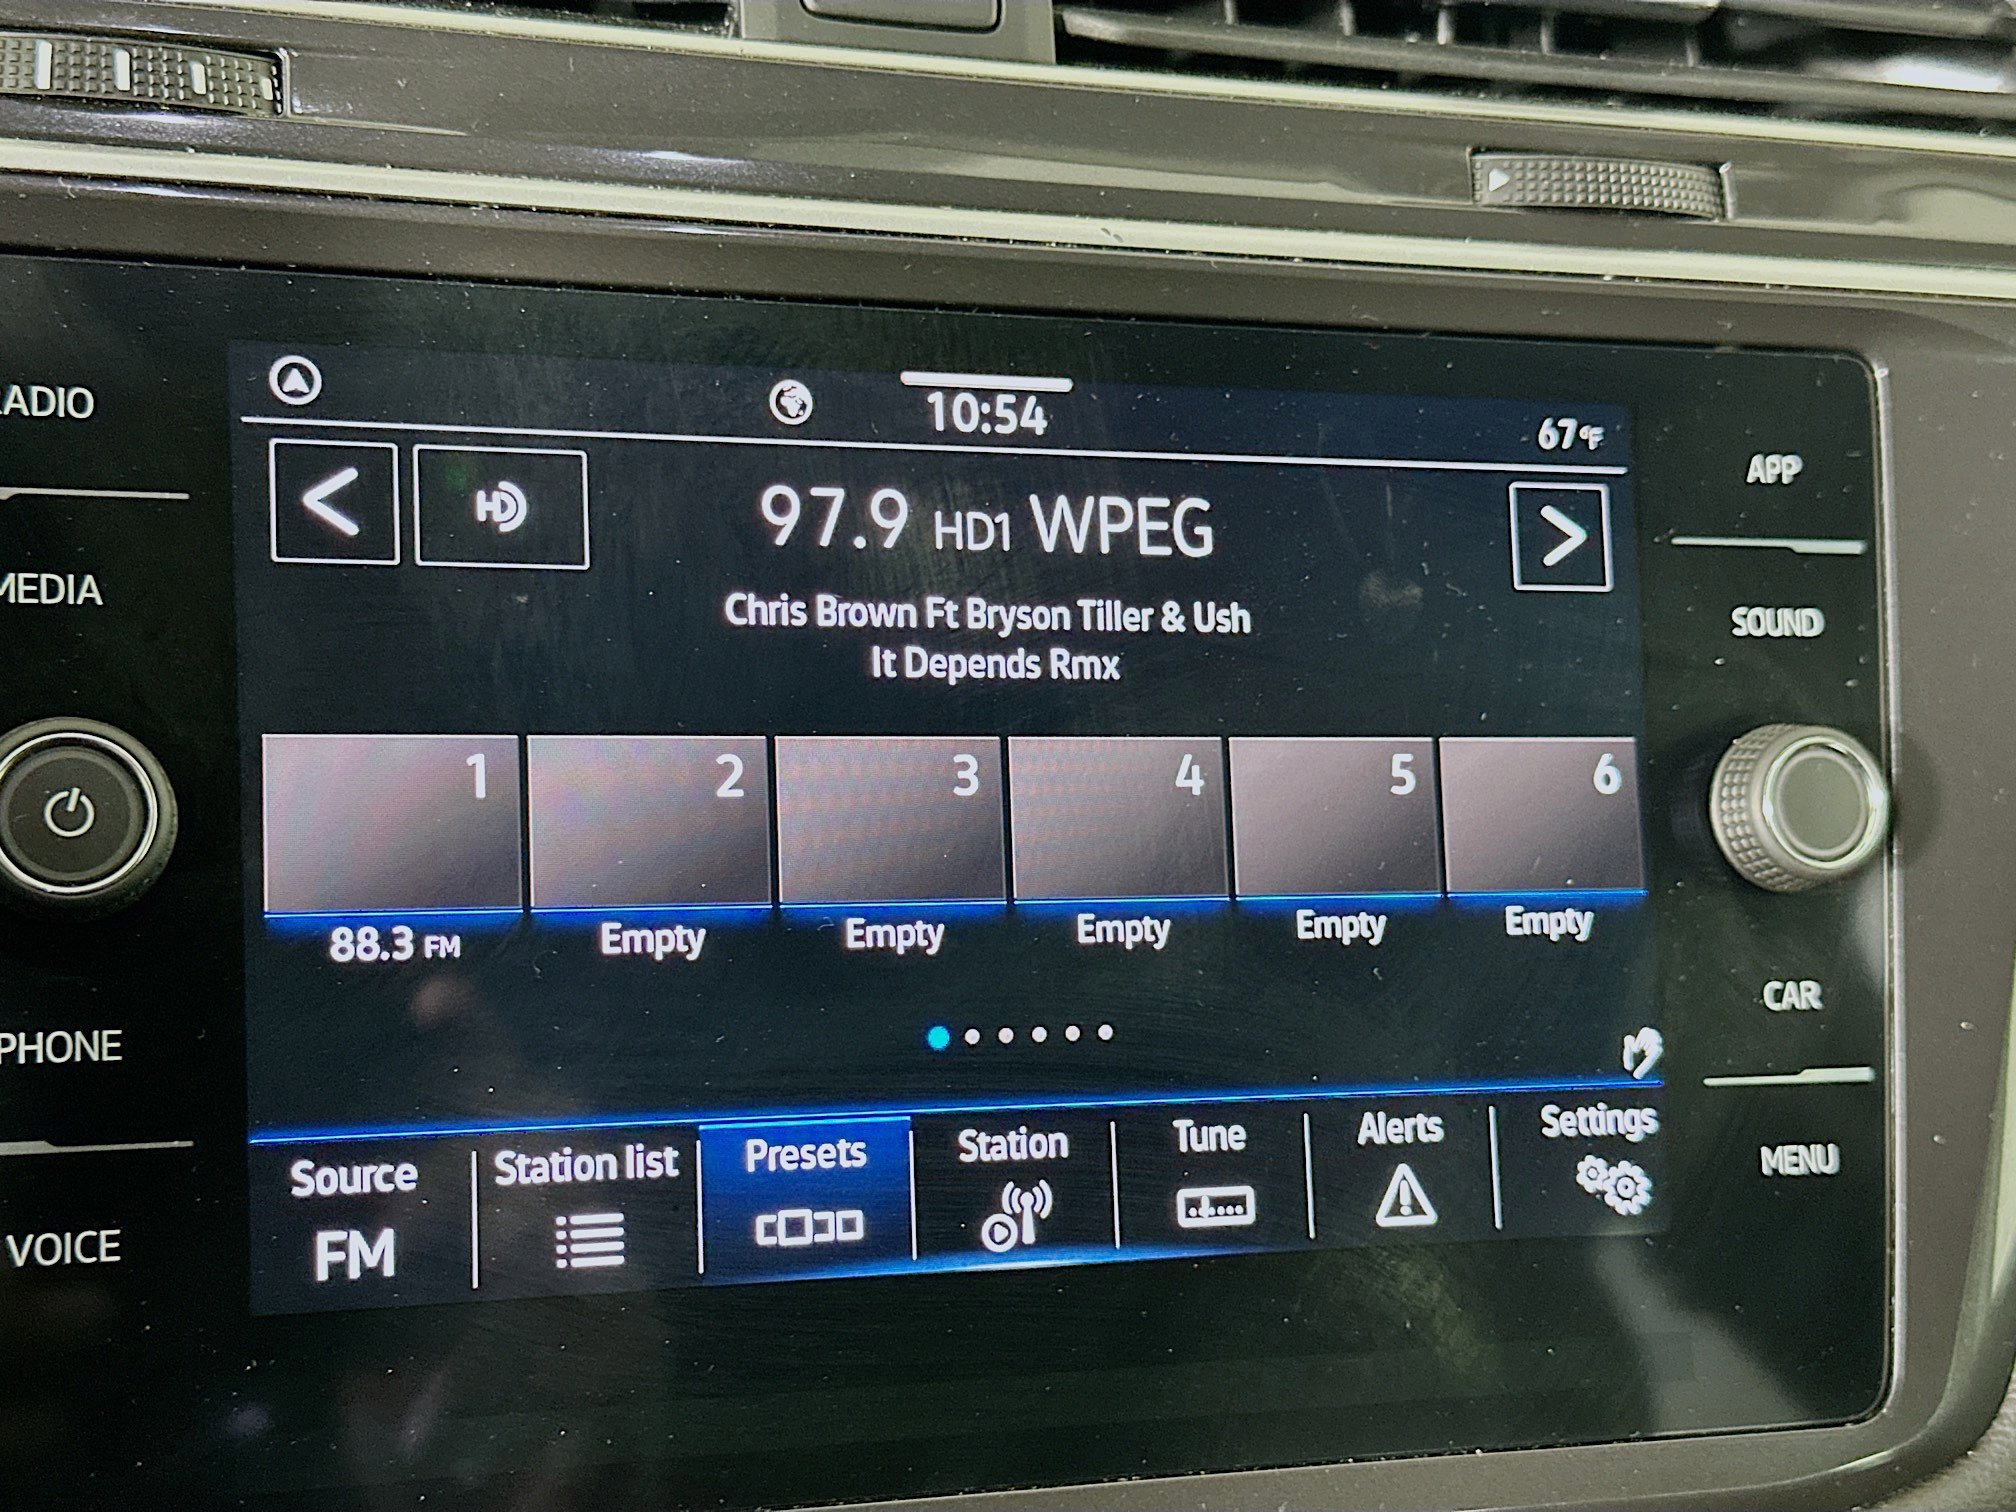 RADIO
MEDIA
PHONE
VOICE
10:54
67°F
HD
97.9 HD1 WPEG
Chris Brown Ft Bryson Tiller & Ush
It Depends Rmx
1 2 3 4 5 6
88.3 FM Empty Empty Empty Empty Empty
Source Station list Presets Station Tune Alerts Settings
FM
APP
SOUND
CAR
MENU